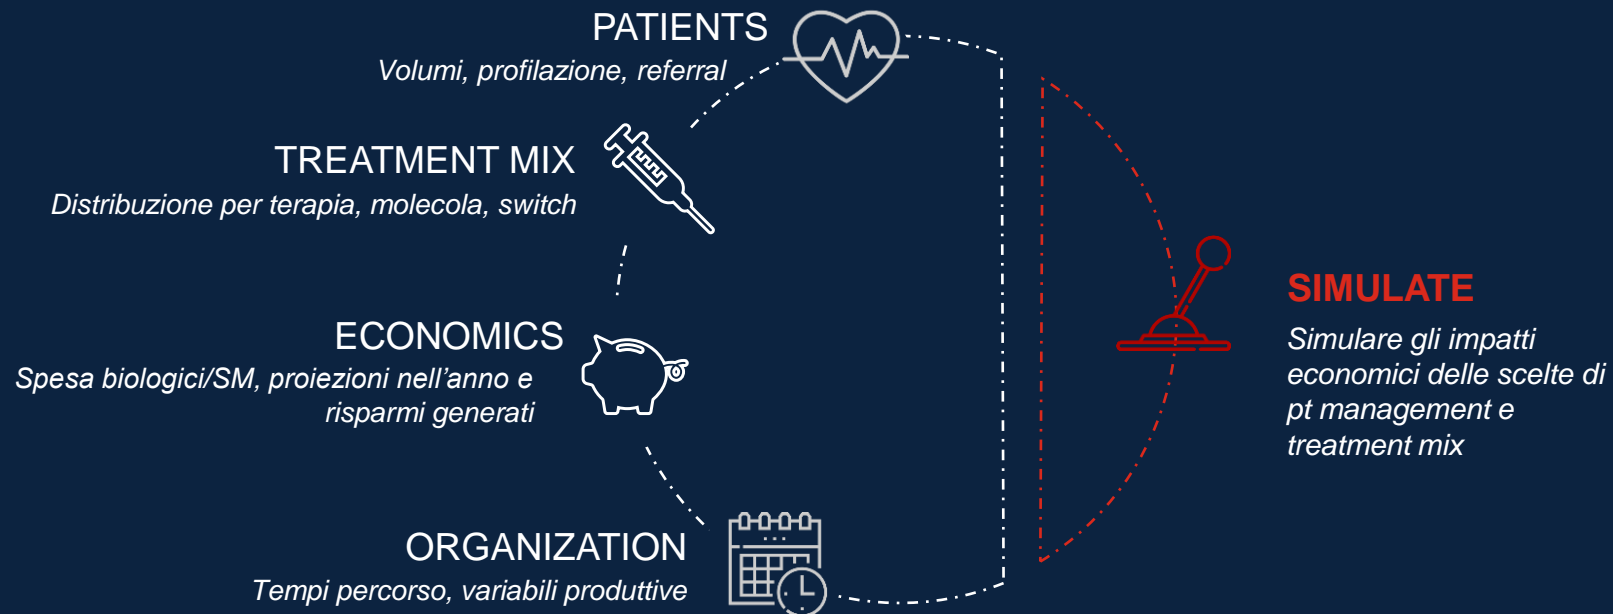 PATIENTS
Volumi, profilazione, referral
TREATMENT MIX
Distribuzione per terapia, molecola, switch
ECONOMICS
Spesa biologici/SM, proiezioni nell’anno e
risparmi generati
ORGANIZATION
Tempi percorso, variabili produttive
SIMULATE
Simulare gli impatti
economici delle scelte di
pt management e
treatment mix